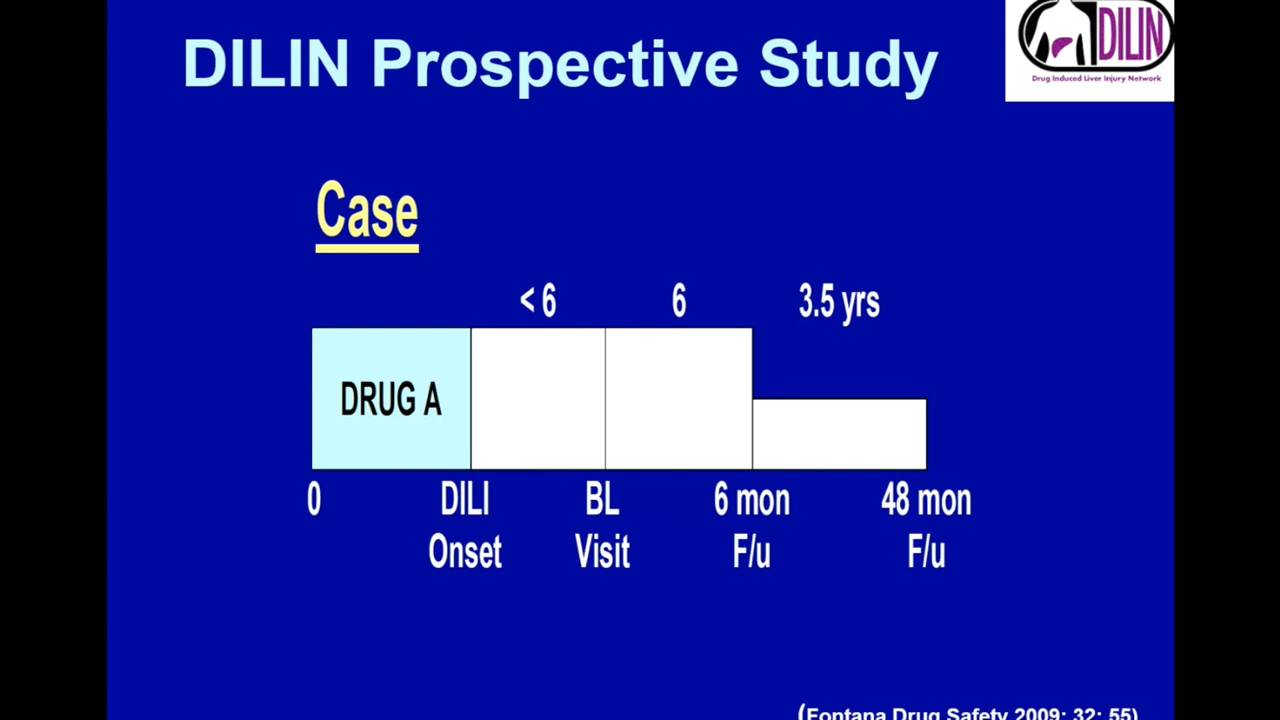 DILIN Prospective Study
DILIN
Drug Induced Liver Injury Network
Case
< 6 6 3.5 yrs
DRUG A
0 DILI BL 6 mon 48 mon
Onset Visit F/u F/u
(Fontana Drug Safety 2009; 32: 55)